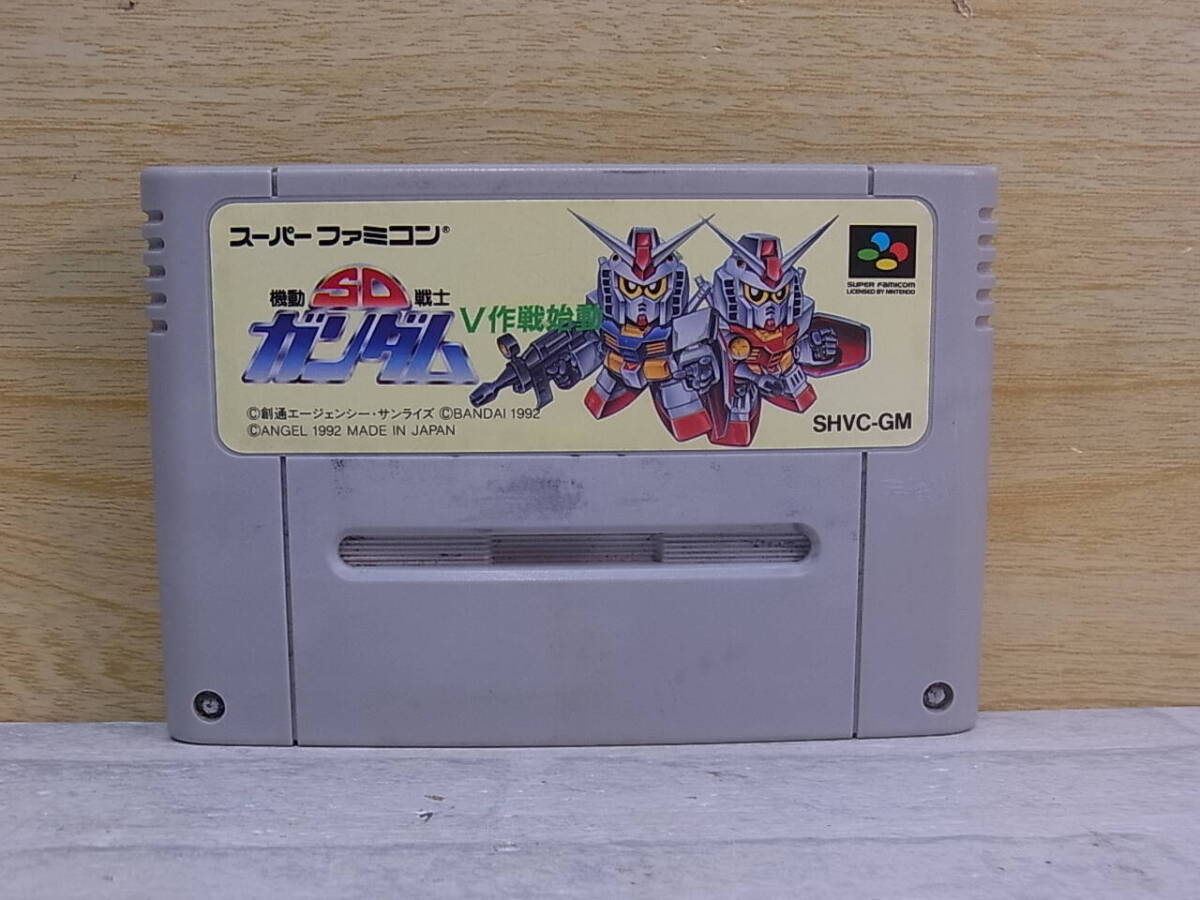 スーパーファミコン®
機動 SD 戦士
ガンダム V作戦始動
©創通エージェンシー・サンライズ ©BANDAI 1992
©ANGEL 1992 MADE IN JAPAN
SUPER FAMICOM
LICENSED BY NINTENDO
SHVC-GM